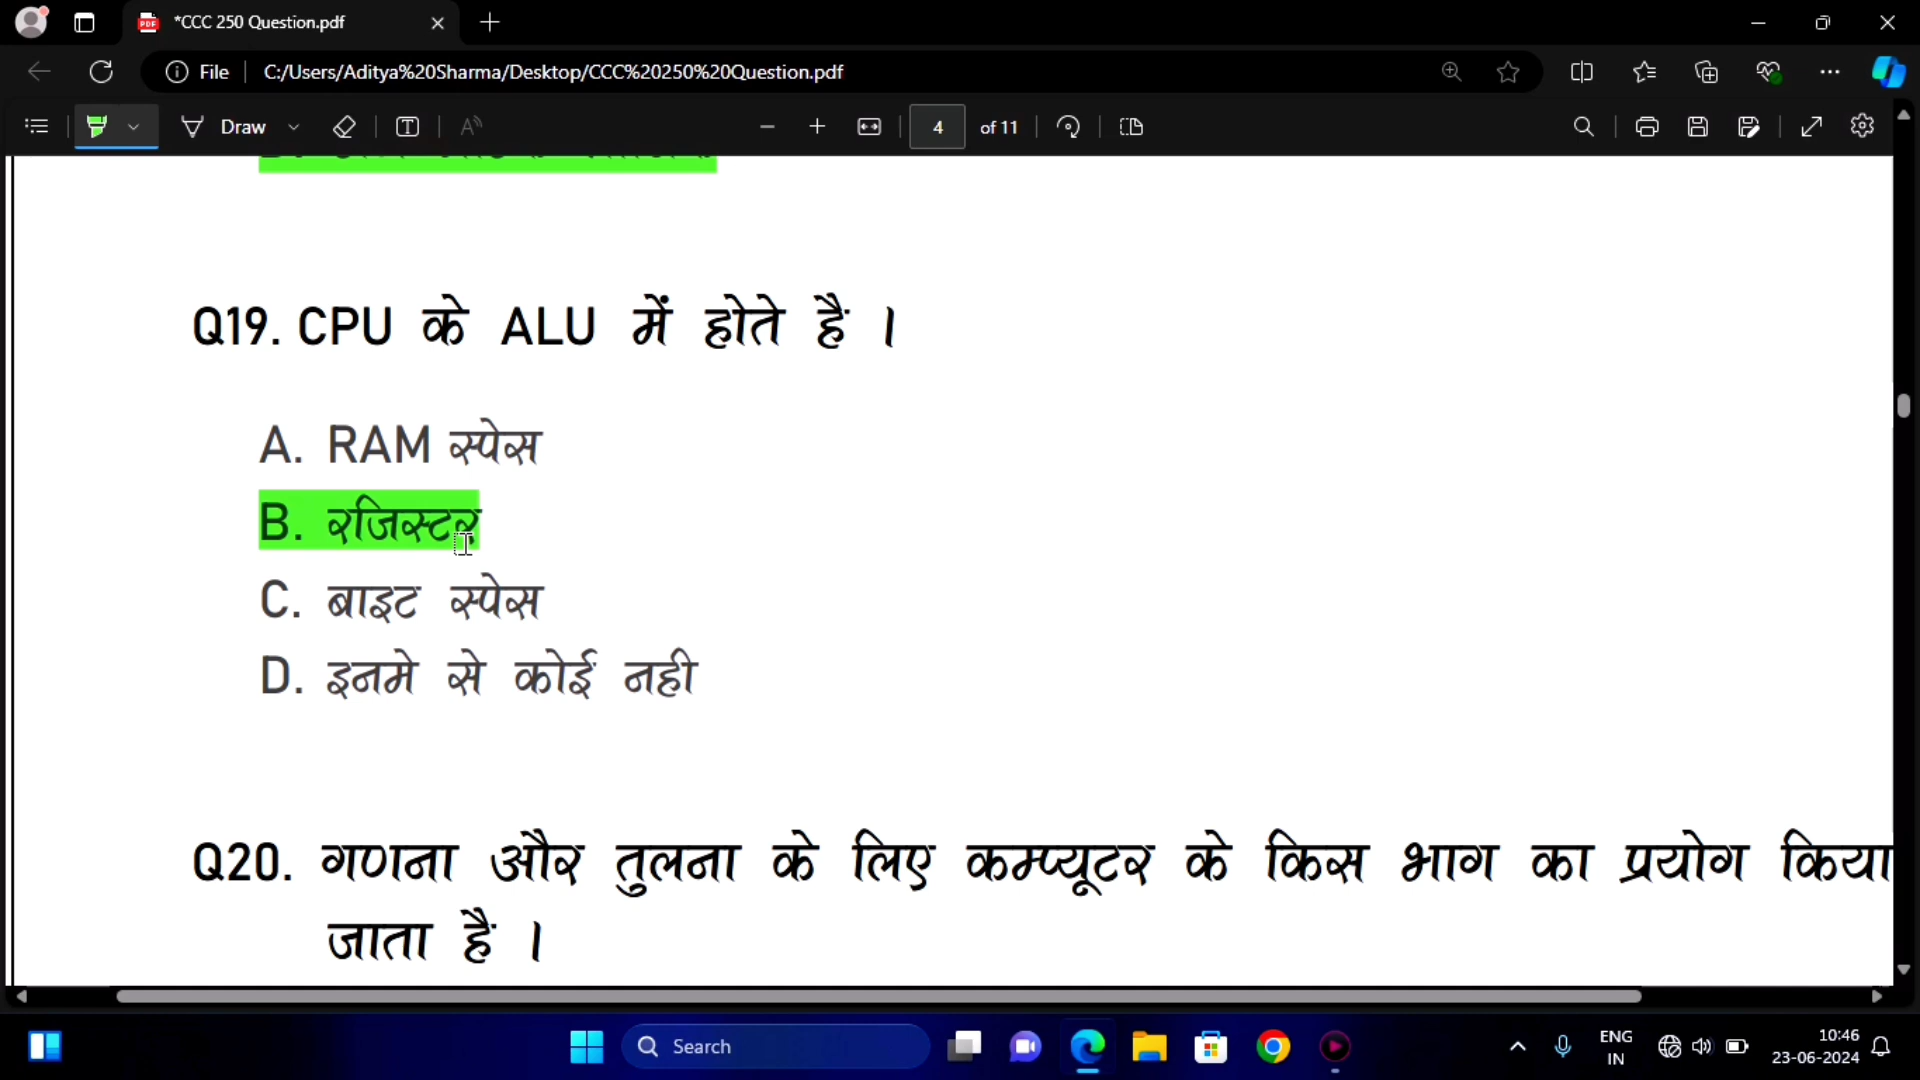 *CCC 250 Question.pdf
File
C:/Users/Aditya%20Sharma/Desktop/CCC%20250%20Question.pdf
Draw
4 of 11
Q19. CPU के ALU में होते है ।
A. RAM स्पेस
B. रजिस्टर
C. बाइट स्पेस
D. इनमे से कोई नही
Q20. गणना और तुलना के लिए कम्प्यूटर के किस भाग का प्रयोग किया
जाता है ।
Search
ENG
IN
10:46
23-06-2024